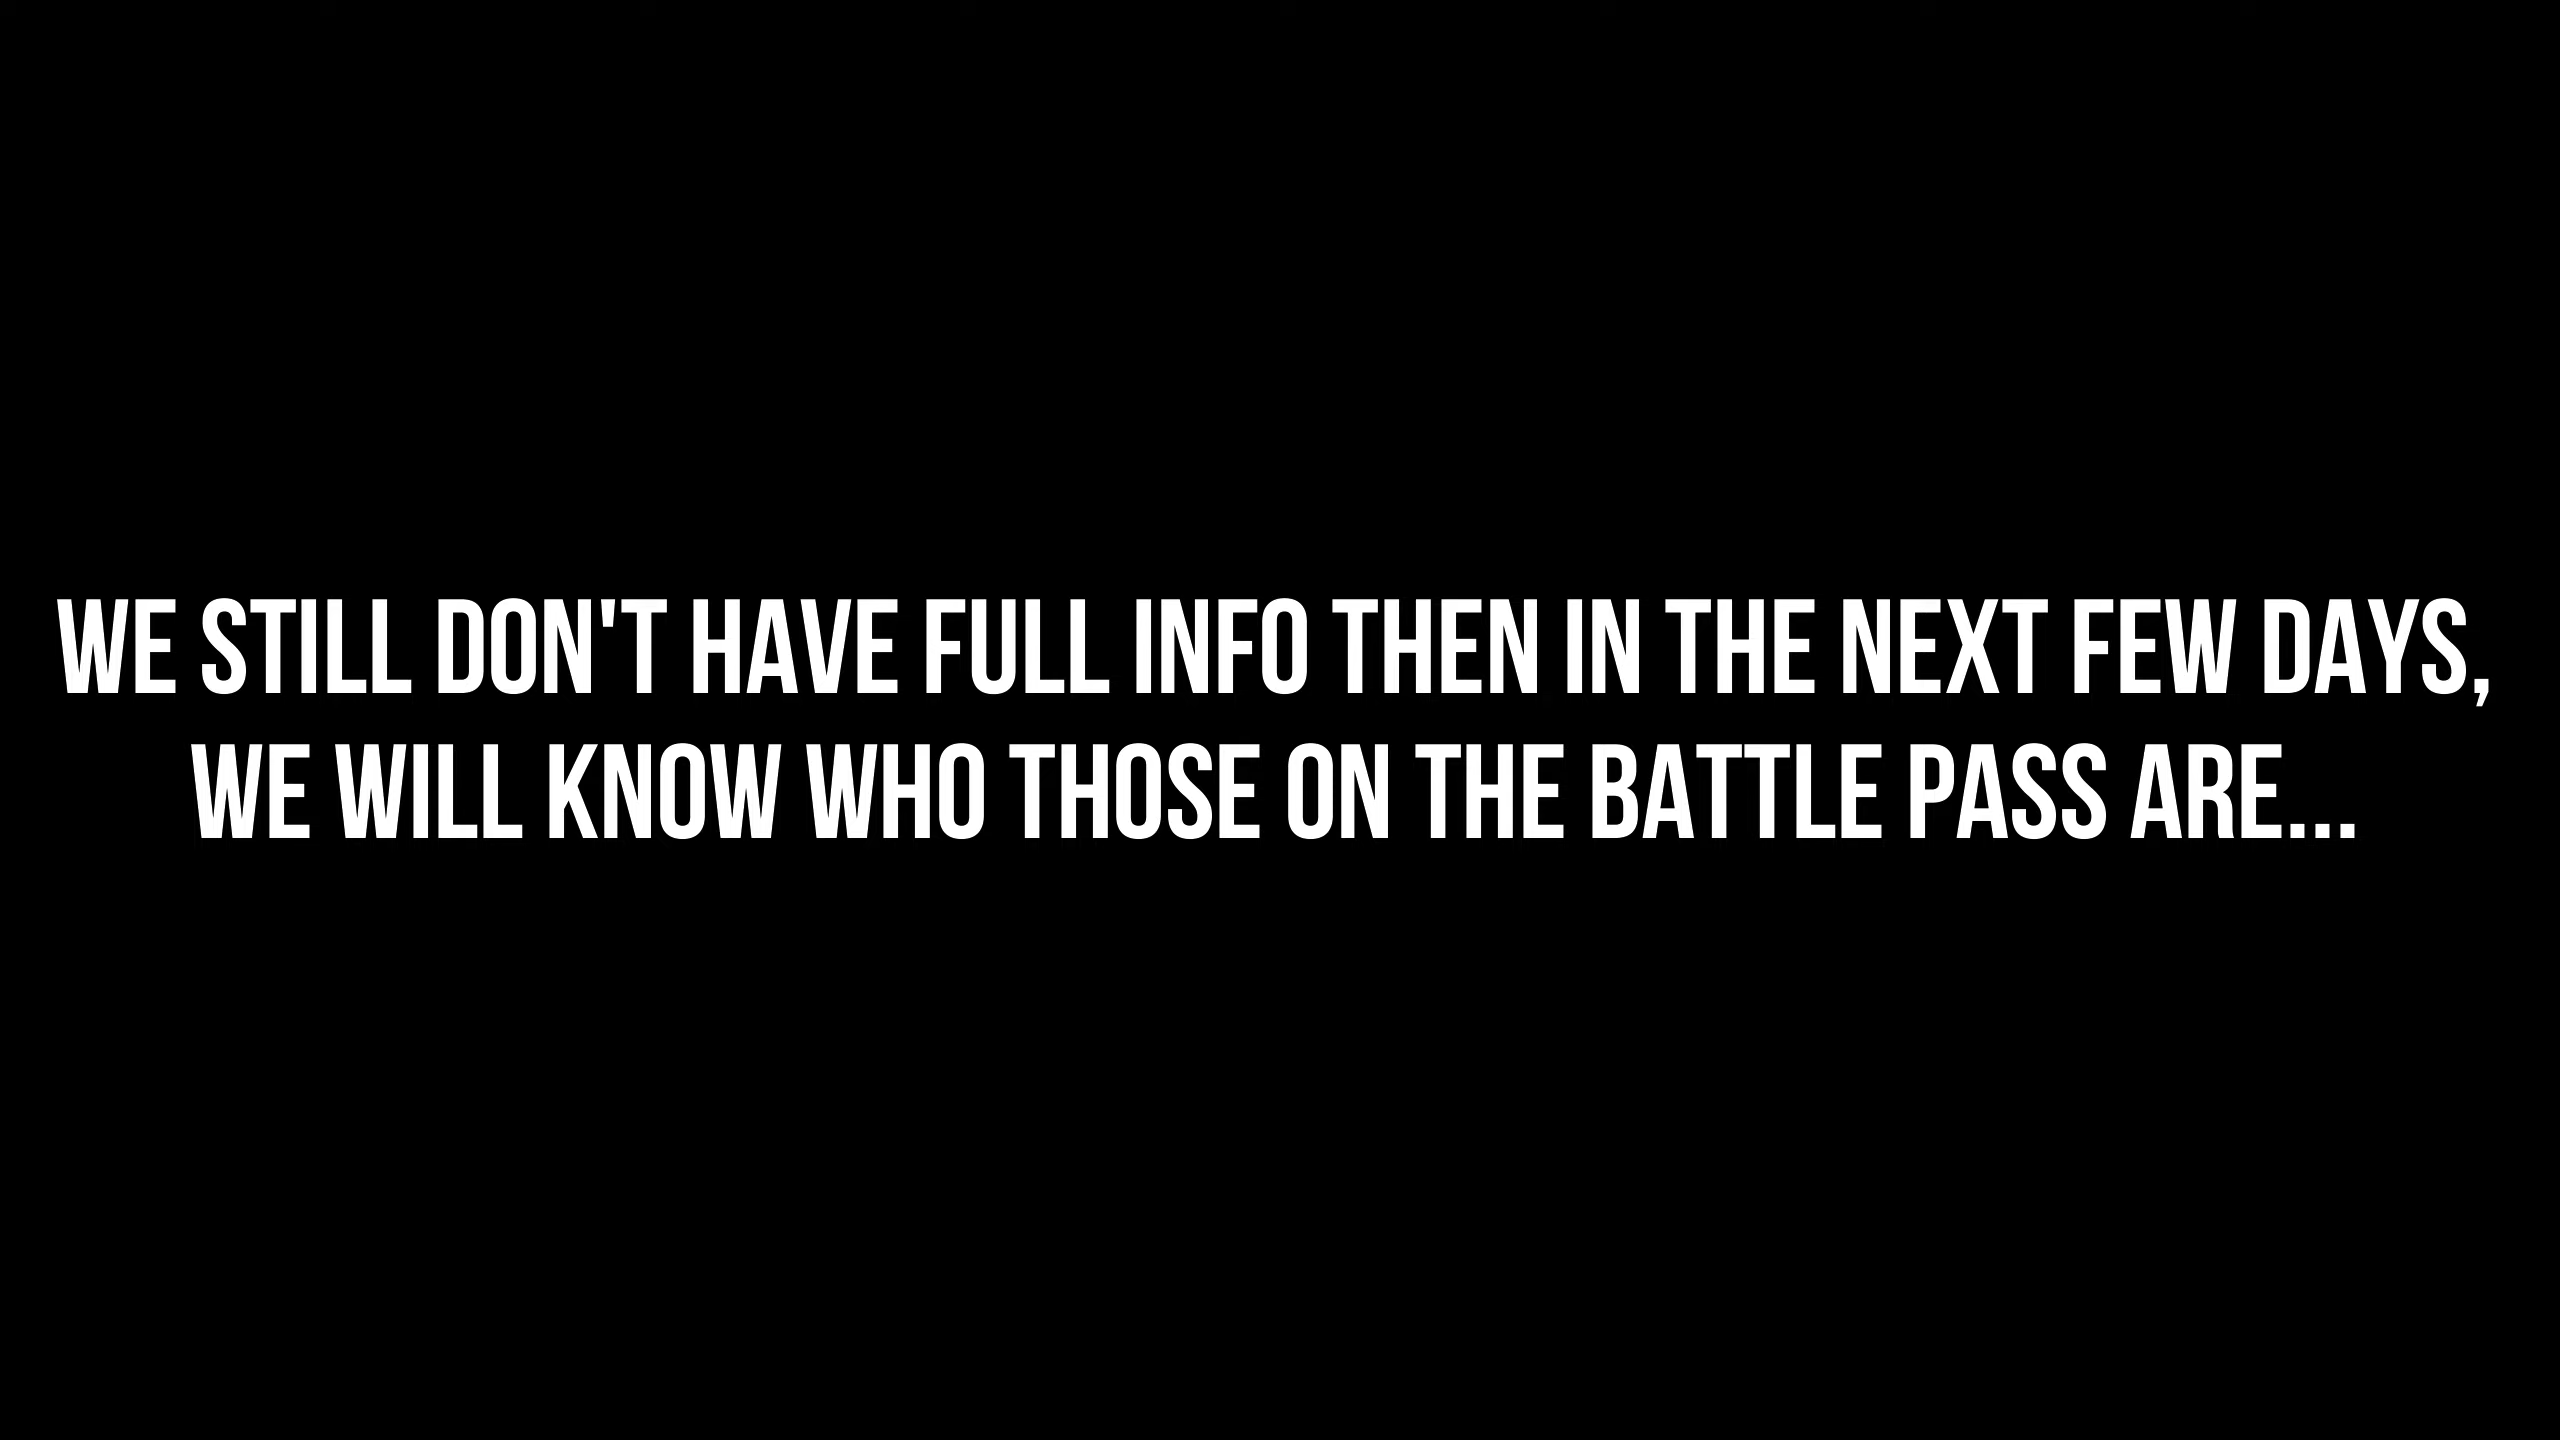 WE STILL DON'T HAVE FULL INFO THEN IN THE NEXT FEW DAYS,
WE WILL KNOW WHO THOSE ON THE BATTLE PASS ARE...